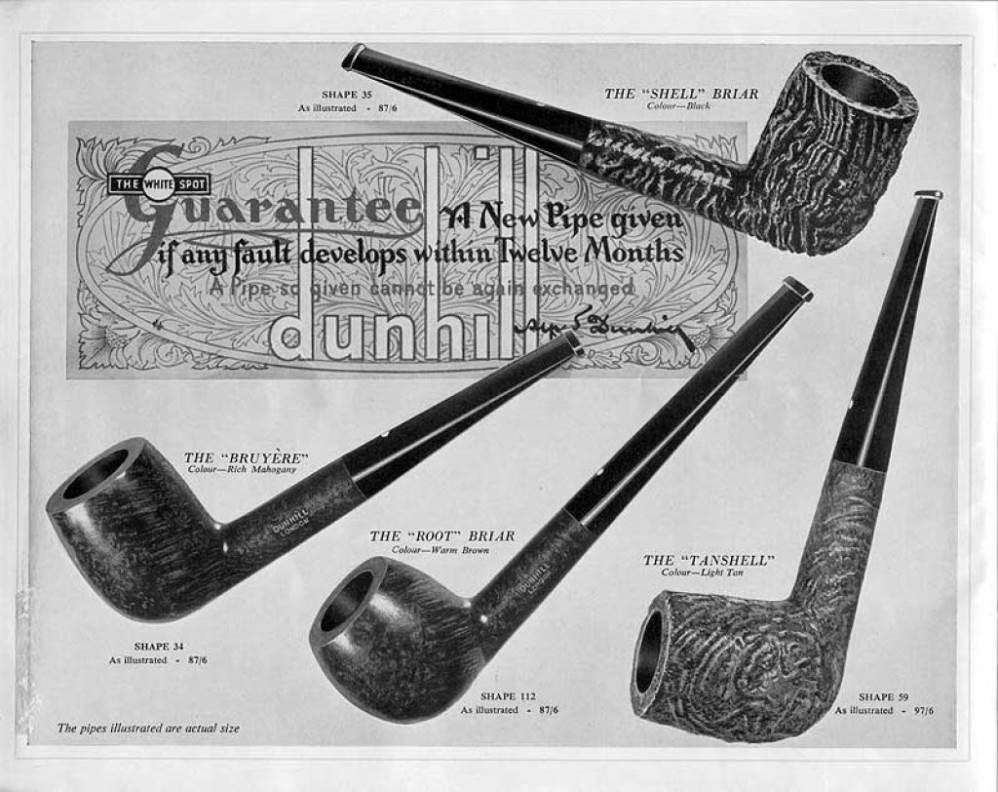 SHAPE 35
As illustrated - 87/6
THE "SHELL" BRIAR
Colour—Black
THE WHITE SPOT
Guarantee A New Pipe given
if any fault develops within Twelve Months
A Pipe so given cannot be again exchanged
dunhill
dunhill
Alfred Dunhill
THE "BRUYÈRE"
Colour—Rich Mahogany
DUNHILL
LONDON
SHAPE 34
As illustrated - 87/6
THE "ROOT" BRIAR
Colour—Warm Brown
DUNHILL
LONDON
SHAPE 112
As illustrated - 87/6
THE "TANSHELL"
Colour—Light Tan
SHAPE 59
As illustrated - 97/6
The pipes illustrated are actual size